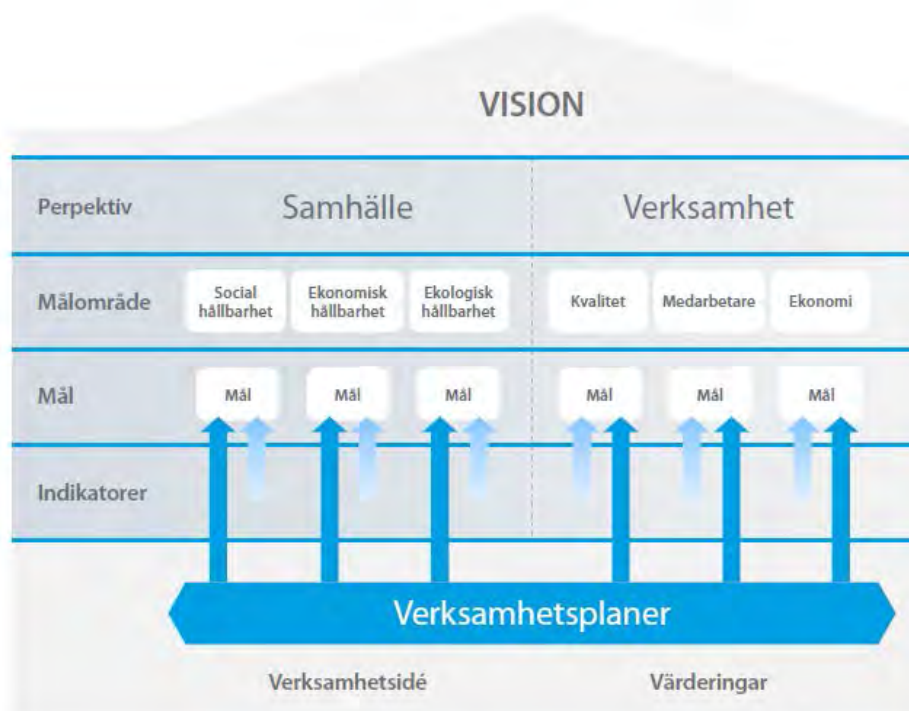 VISION
Perpektiv
Samhälle
Verksamhet
Målområde
Social
hållbarhet
Ekonomisk
hållbarhet
Ekologisk
hållbarhet
Kvalitet
Medarbetare
Ekonomi
Mål
Mål
Mål
Mål
Mål
Mål
Mål
Indikatorer
Verksamhetsplaner
Verksamhetsidé
Värderingar